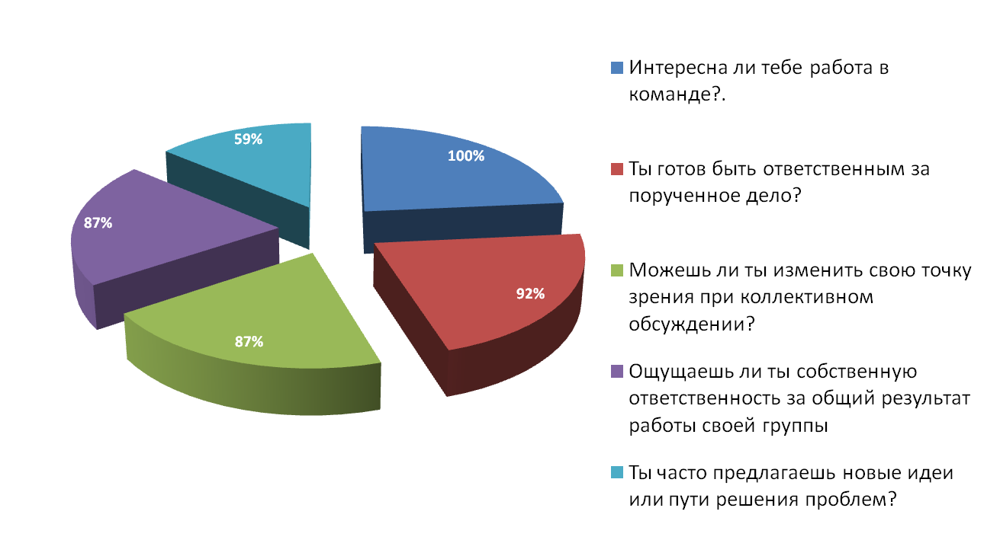 59%
100%
87%
92%
87%
Интересна ли тебе работа в
команде?.
Ты готов быть ответственным за
порученное дело?
Можешь ли ты изменить свою точку
зрения при коллективном
обсуждении?
Ощущаешь ли ты собственную
ответственность за общий результат
работы своей группы
Ты часто предлагаешь новые идеи
или пути решения проблем?